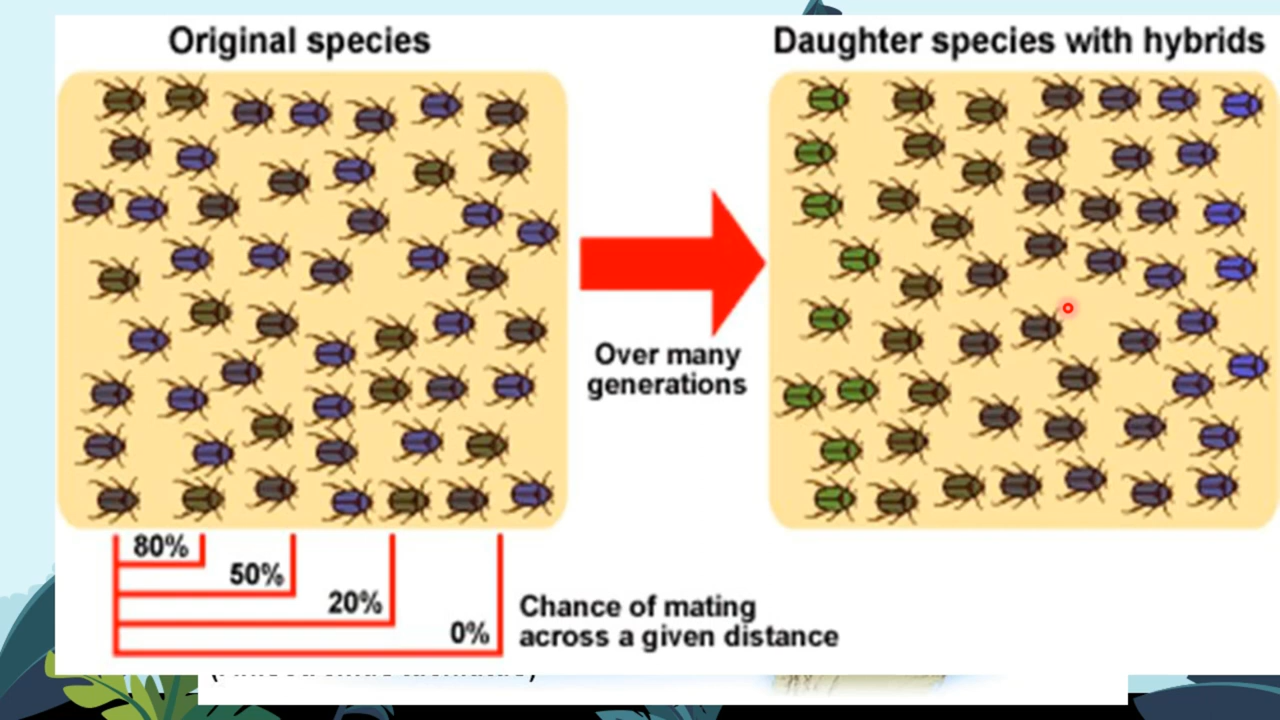 Original species
Daughter species with hybrids
Over many
generations
80%
50%
20%
0%
Chance of mating
across a given distance